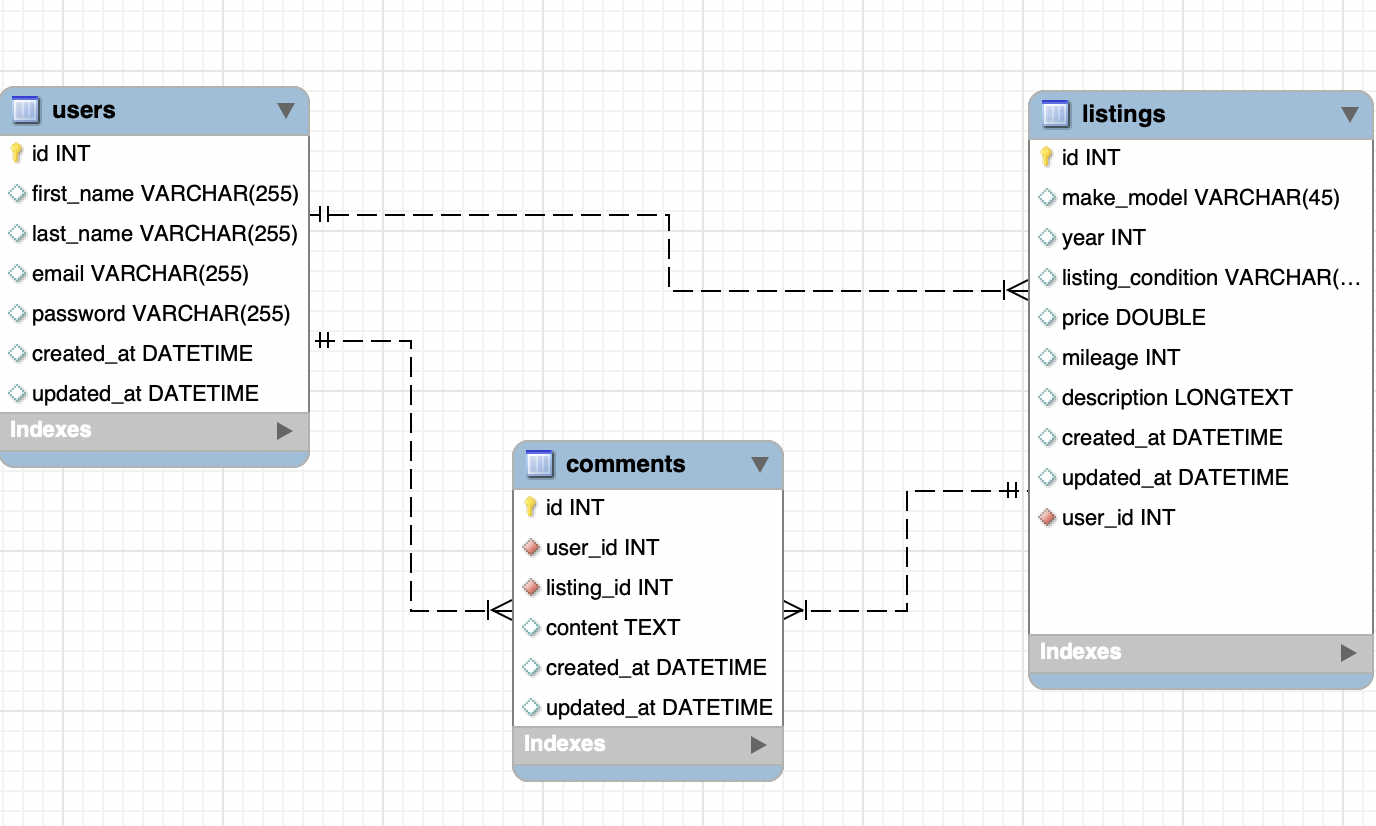 users
id INT
first_name VARCHAR(255)
last_name VARCHAR(255)
email VARCHAR(255)
password VARCHAR(255)
created_at DATETIME
updated_at DATETIME
Indexes
comments
id INT
user_id INT
listing_id INT
content TEXT
created_at DATETIME
updated_at DATETIME
Indexes
listings
id INT
make_model VARCHAR(45)
year INT
listing_condition VARCHAR(...
price DOUBLE
mileage INT
description LONGTEXT
created_at DATETIME
updated_at DATETIME
user_id INT
Indexes